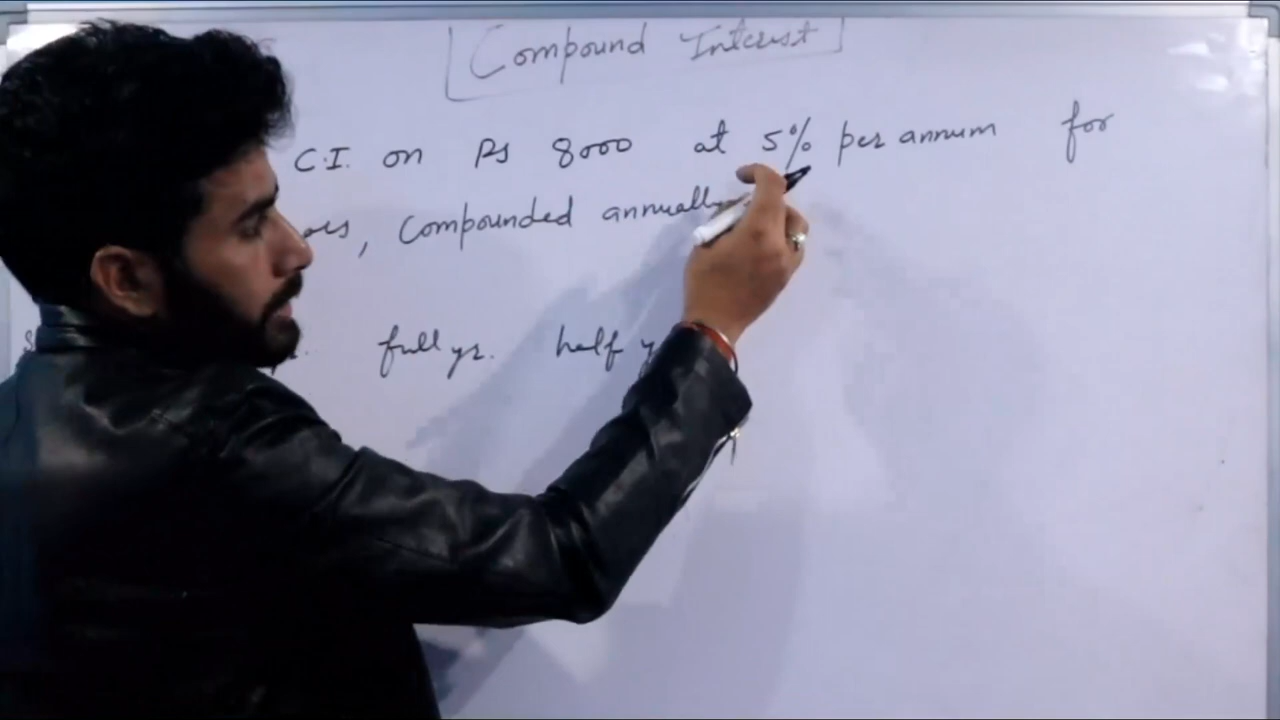 Compound Interest
C.I. on Rs 8000 at 5% per annum for
, Compounded annually
full yr. half